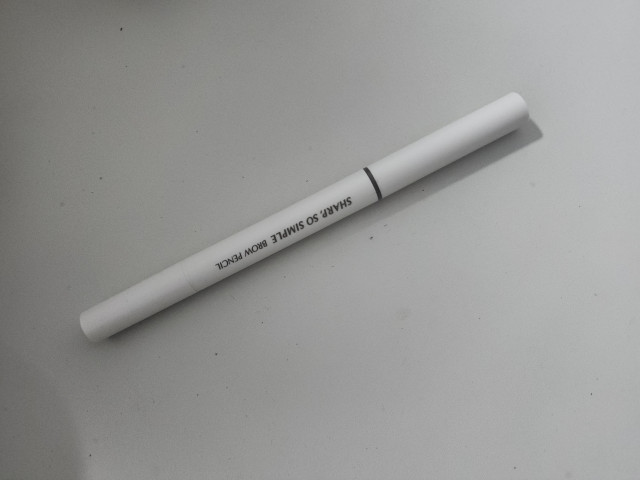 SHARP, SO SIMPLE BROW PENCIL